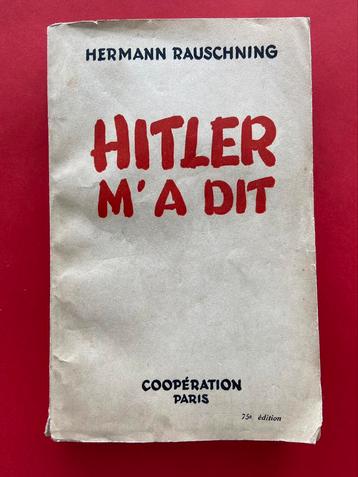 HERMANN RAUSCHNING
HITLER
M'A DIT
COOPÉRATION
PARIS
75e édition